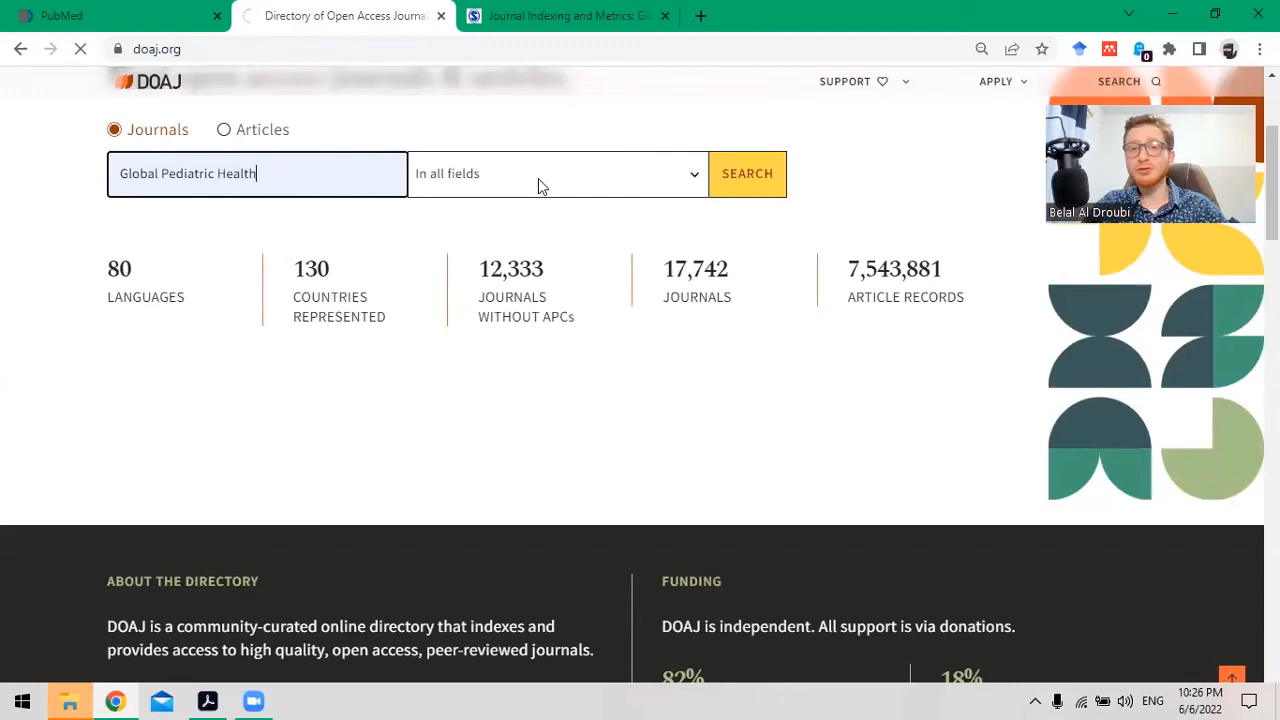 PubMed
Directory of Open Access Journa
Journal Indexing and Metrics: Gl
doaj.org
0
DOAJ
SUPPORT
APPLY
SEARCH
Journals
Articles
Global Pediatric Health
In all fields
SEARCH
Belal Al Droubi
80
LANGUAGES
130
COUNTRIES
REPRESENTED
12,333
JOURNALS
WITHOUT APCs
17,742
JOURNALS
7,543,881
ARTICLE RECORDS
ABOUT THE DIRECTORY
DOAJ is a community-curated online directory that indexes and
provides access to high quality, open access, peer-reviewed journals.
FUNDING
DOAJ is independent. All support is via donations.
82%
18%
ENG
10:26 PM
6/6/2022